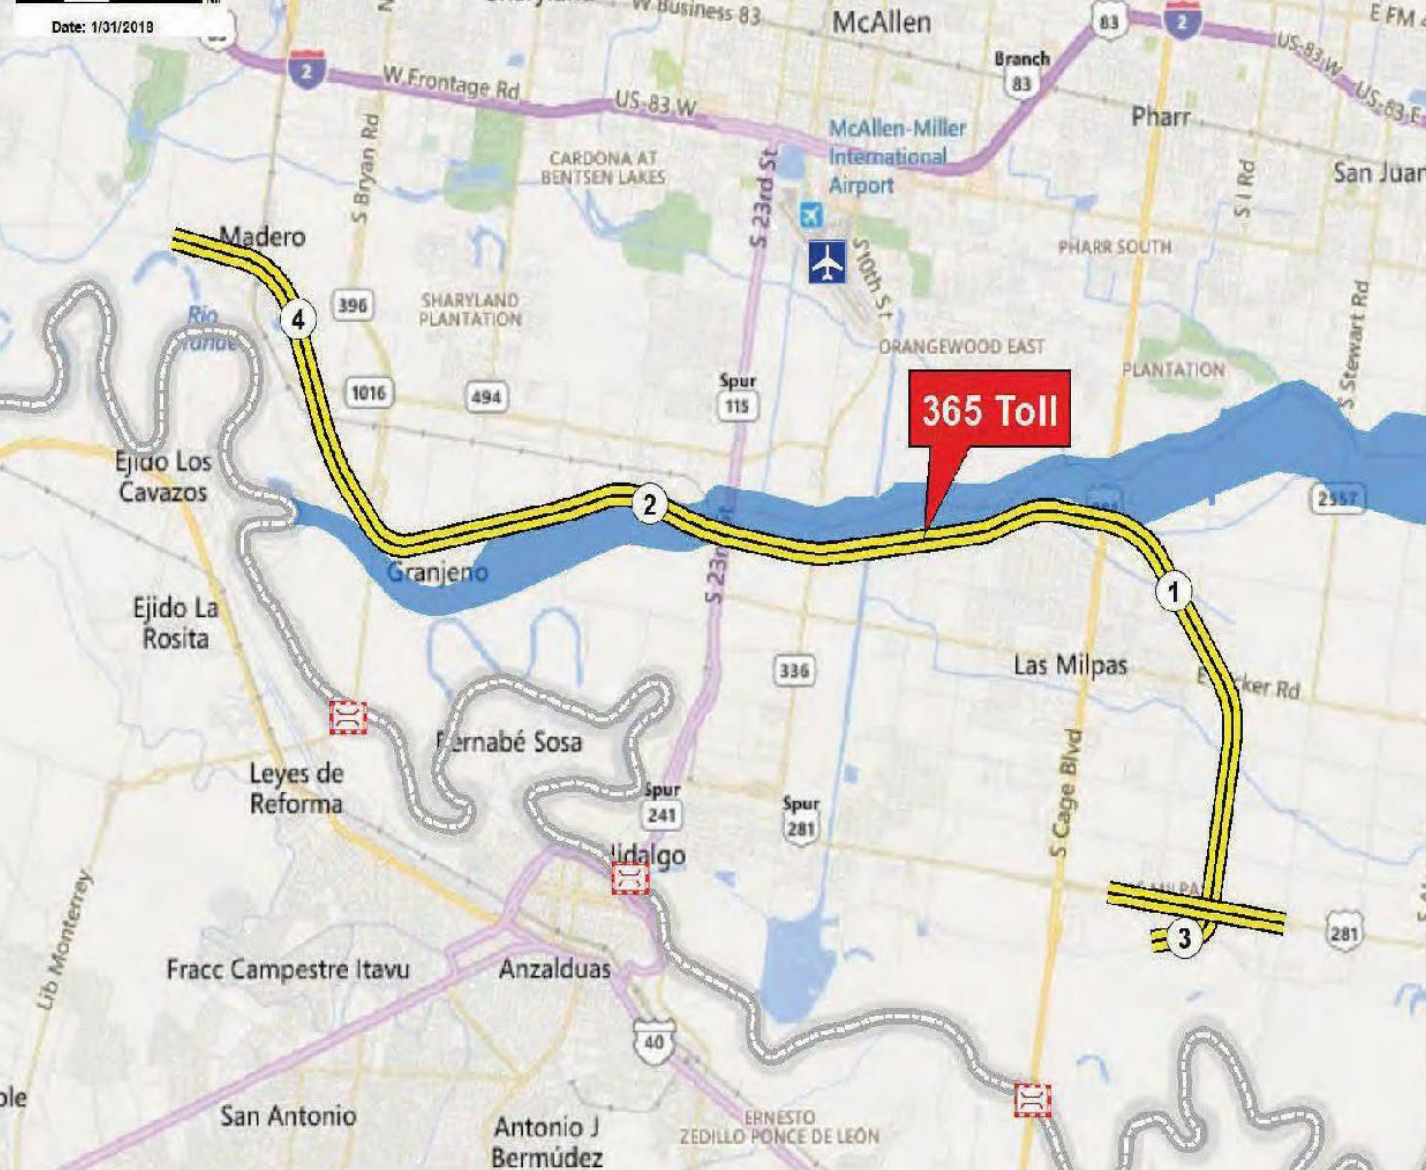 Date: 1/31/2018
W Business 83
McAllen
83
2
E FM
US-83 W
US-83 E
2
W Frontage Rd
US-83 W
Branch
83
Pharr
San Juan
McAllen-Miller
International
Airport
CARDONA AT
BENTSEN LAKES
S Bryan Rd
S 23rd St
S I Rd
S 10th St
PHARR SOUTH
Madero
396
SHARYLAND
PLANTATION
Rio
4
ORANGEWOOD EAST
PLANTATION
S Stewart Rd
1016
494
Spur
115
365 Toll
Ejido Los
Cavazos
2
2557
Granjeno
1
Ejido La
Rosita
336
Las Milpas
Bernabé Sosa
Leyes de
Reforma
Spur
241
Spur
281
S Cage Blvd
Hidalgo
Lib Monterrey
3
281
Fracc Campestre Itavu
Anzalduas
40
San Antonio
Antonio J
Bermúdez
ERNESTO
ZEDILLO PONCE DE LEÓN